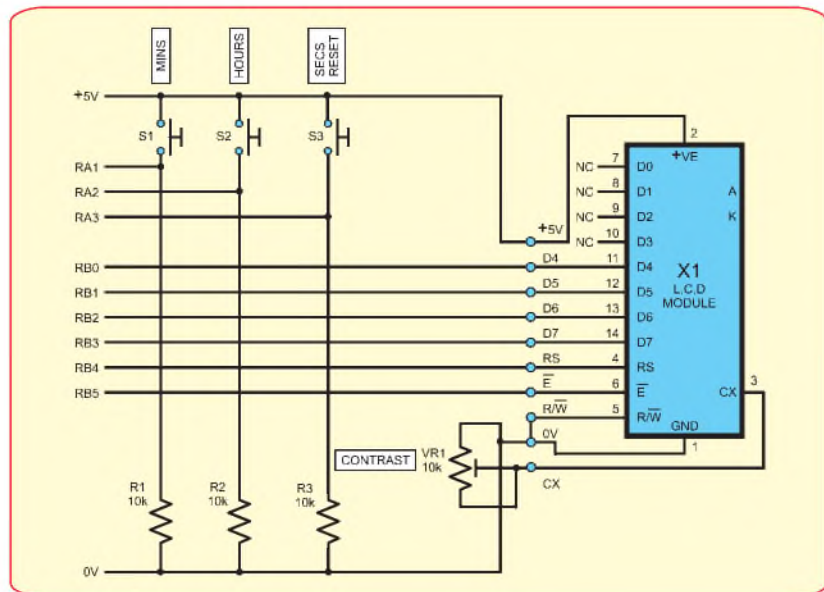 MINS
HOURS
SECS
RESET
+5V
S1
S2
S3
RA1
RA2
RA3
RB0
RB1
RB2
RB3
RB4
RB5
+5V
D4
D5
D6
D7
RS
E
R/W
0V
CX
NC
NC
NC
NC
7
8
9
10
11
12
13
14
4
6
5
2
+VE
D0
D1
D2
D3
D4
D5
D6
D7
RS
E
R/W
A
K
X1
L.C.D
MODULE
CX
3
GND
1
CONTRAST
VR1
10k
R1
10k
R2
10k
R3
10k
0V